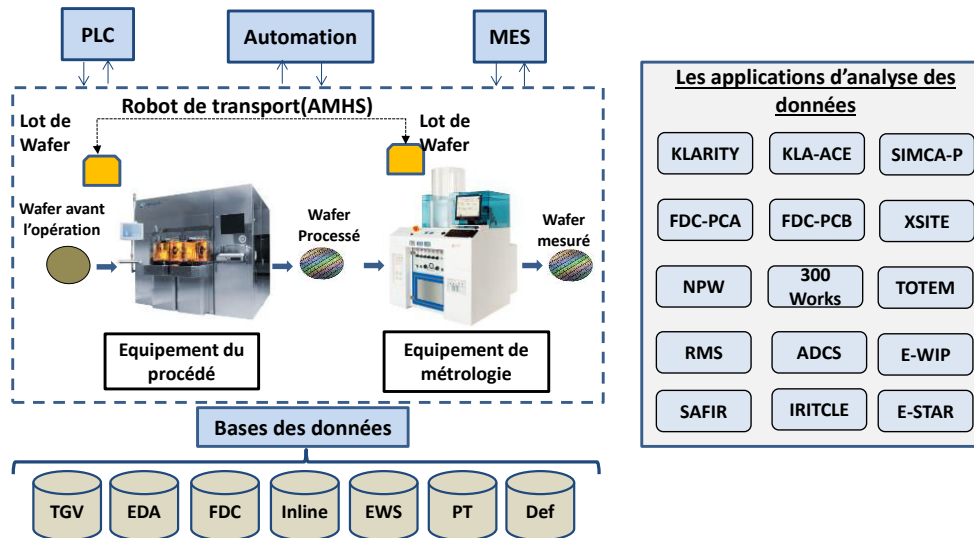 PLC
Automation
MES
Robot de transport(AMHS)
Lot de
Wafer
Lot de
Wafer
Wafer avant
l'opération
Wafer
Processé
Wafer
mesuré
Equipement du
procédé
Equipement de
métrologie
Bases des données
TGV
EDA
FDC
Inline
EWS
PT
Def
Les applications d'analyse des
données
KLARITY
KLA-ACE
SIMCA-P
FDC-PCA
FDC-PCB
XSITE
NPW
300
Works
TOTEM
RMS
ADCS
E-WIP
SAFIR
IRITCLE
E-STAR